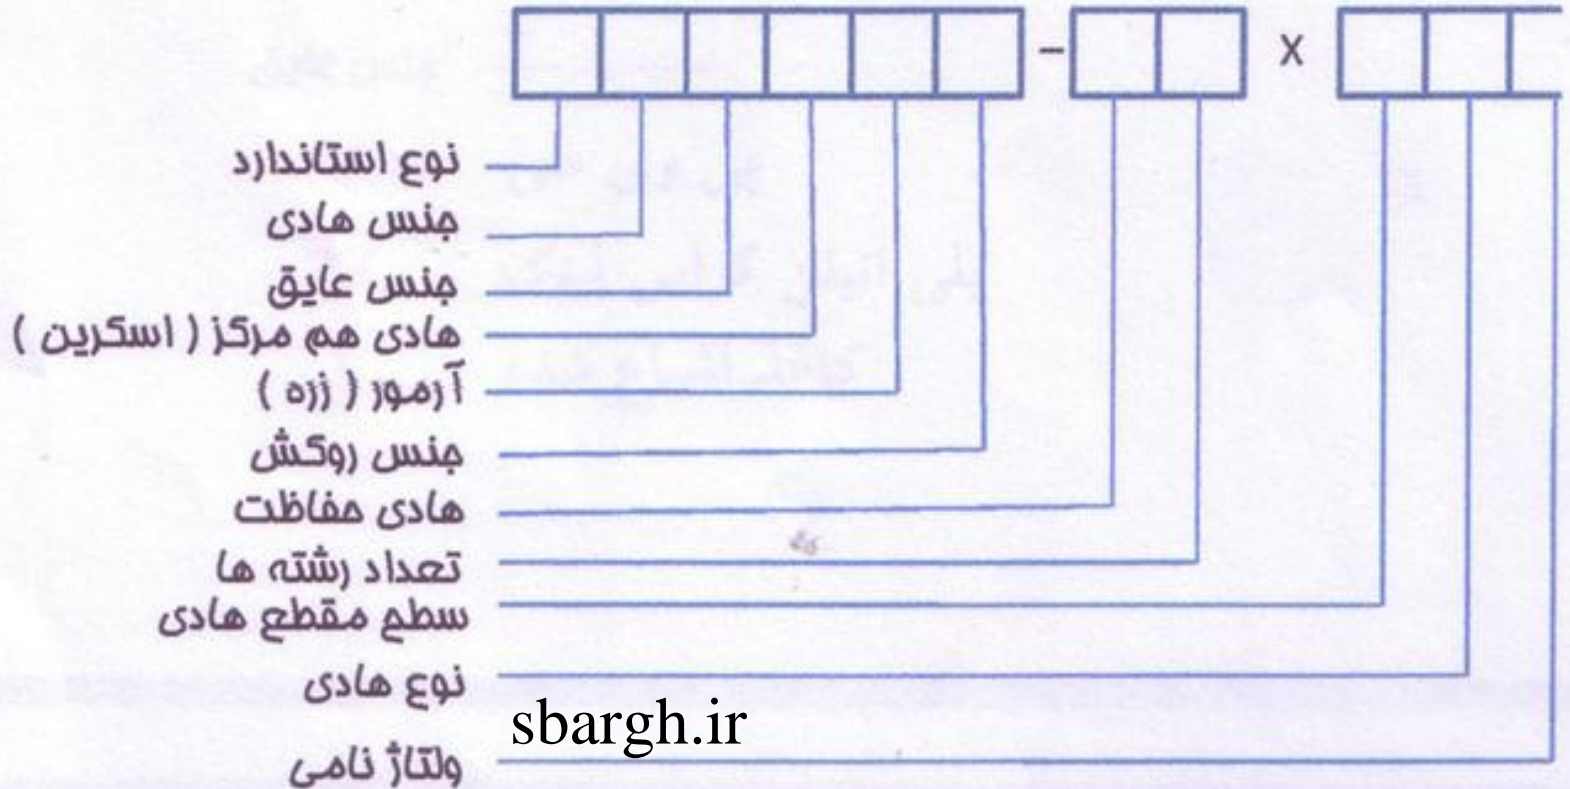 – x
نوع استاندارد
جنس هادی
جنس عایق
هادی هم مرکز ( اسکرین )
آرمور ( زره )
جنس روکش
هادی حفاظت
تعداد رشته ها
سطح مقطع هادی
نوع هادی
sbargh.ir
ولتاژ نامی